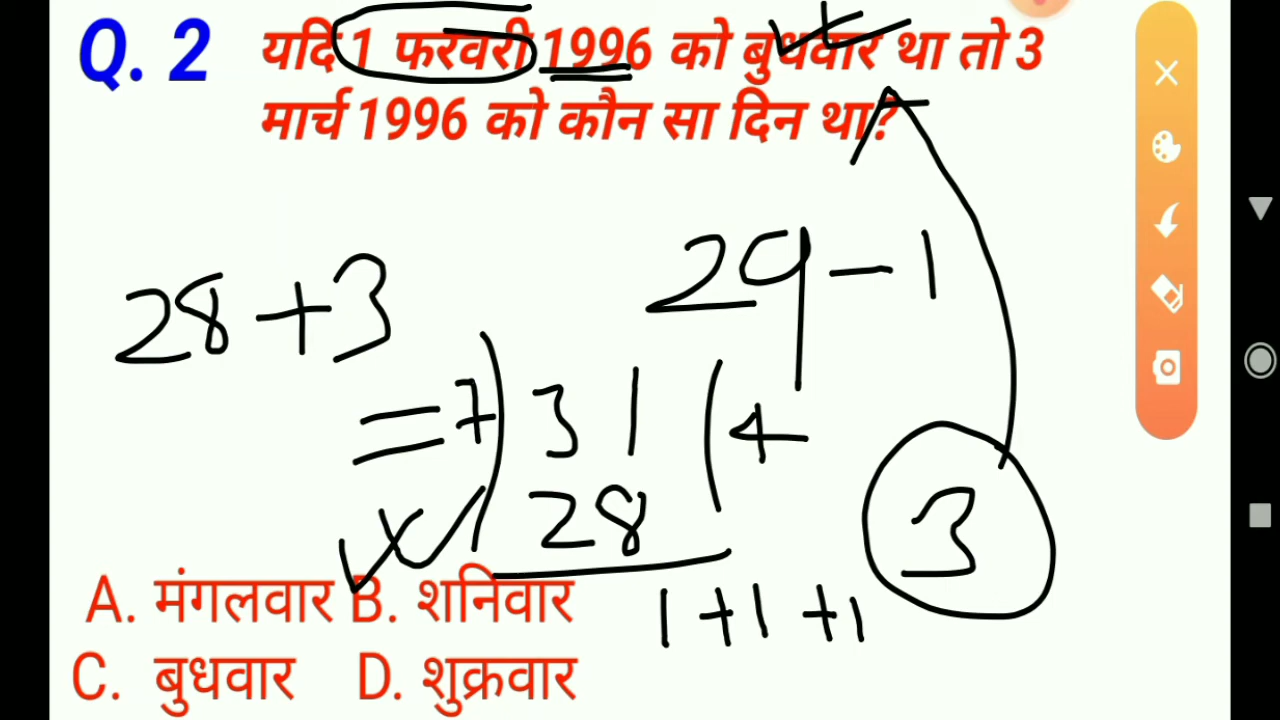 Q. 2 यदि 1 फरवरी 1996 को बुधवार था तो 3
मार्च 1996 को कौन सा दिन था?
29 - 1
28 + 3
= 7 ) 31 ( 4
28
3
1 + 1 + 1
A. मंगलवार B. शनिवार
C. बुधवार D. शुक्रवार